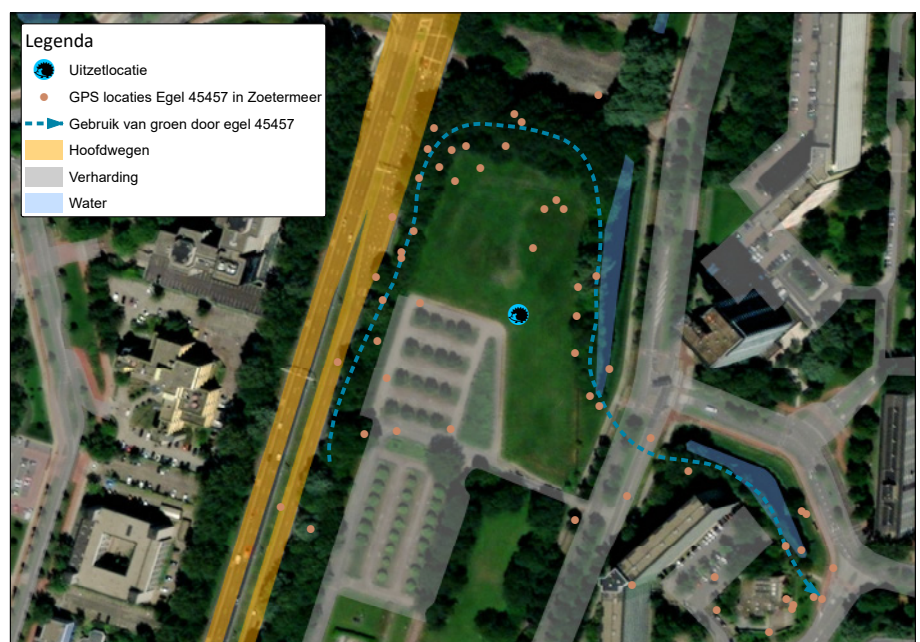 Legenda
Uitzetlocatie
GPS locaties Egel 45457 in Zoetermeer
Gebruik van groen door egel 45457
Hoofdwegen
Verharding
Water